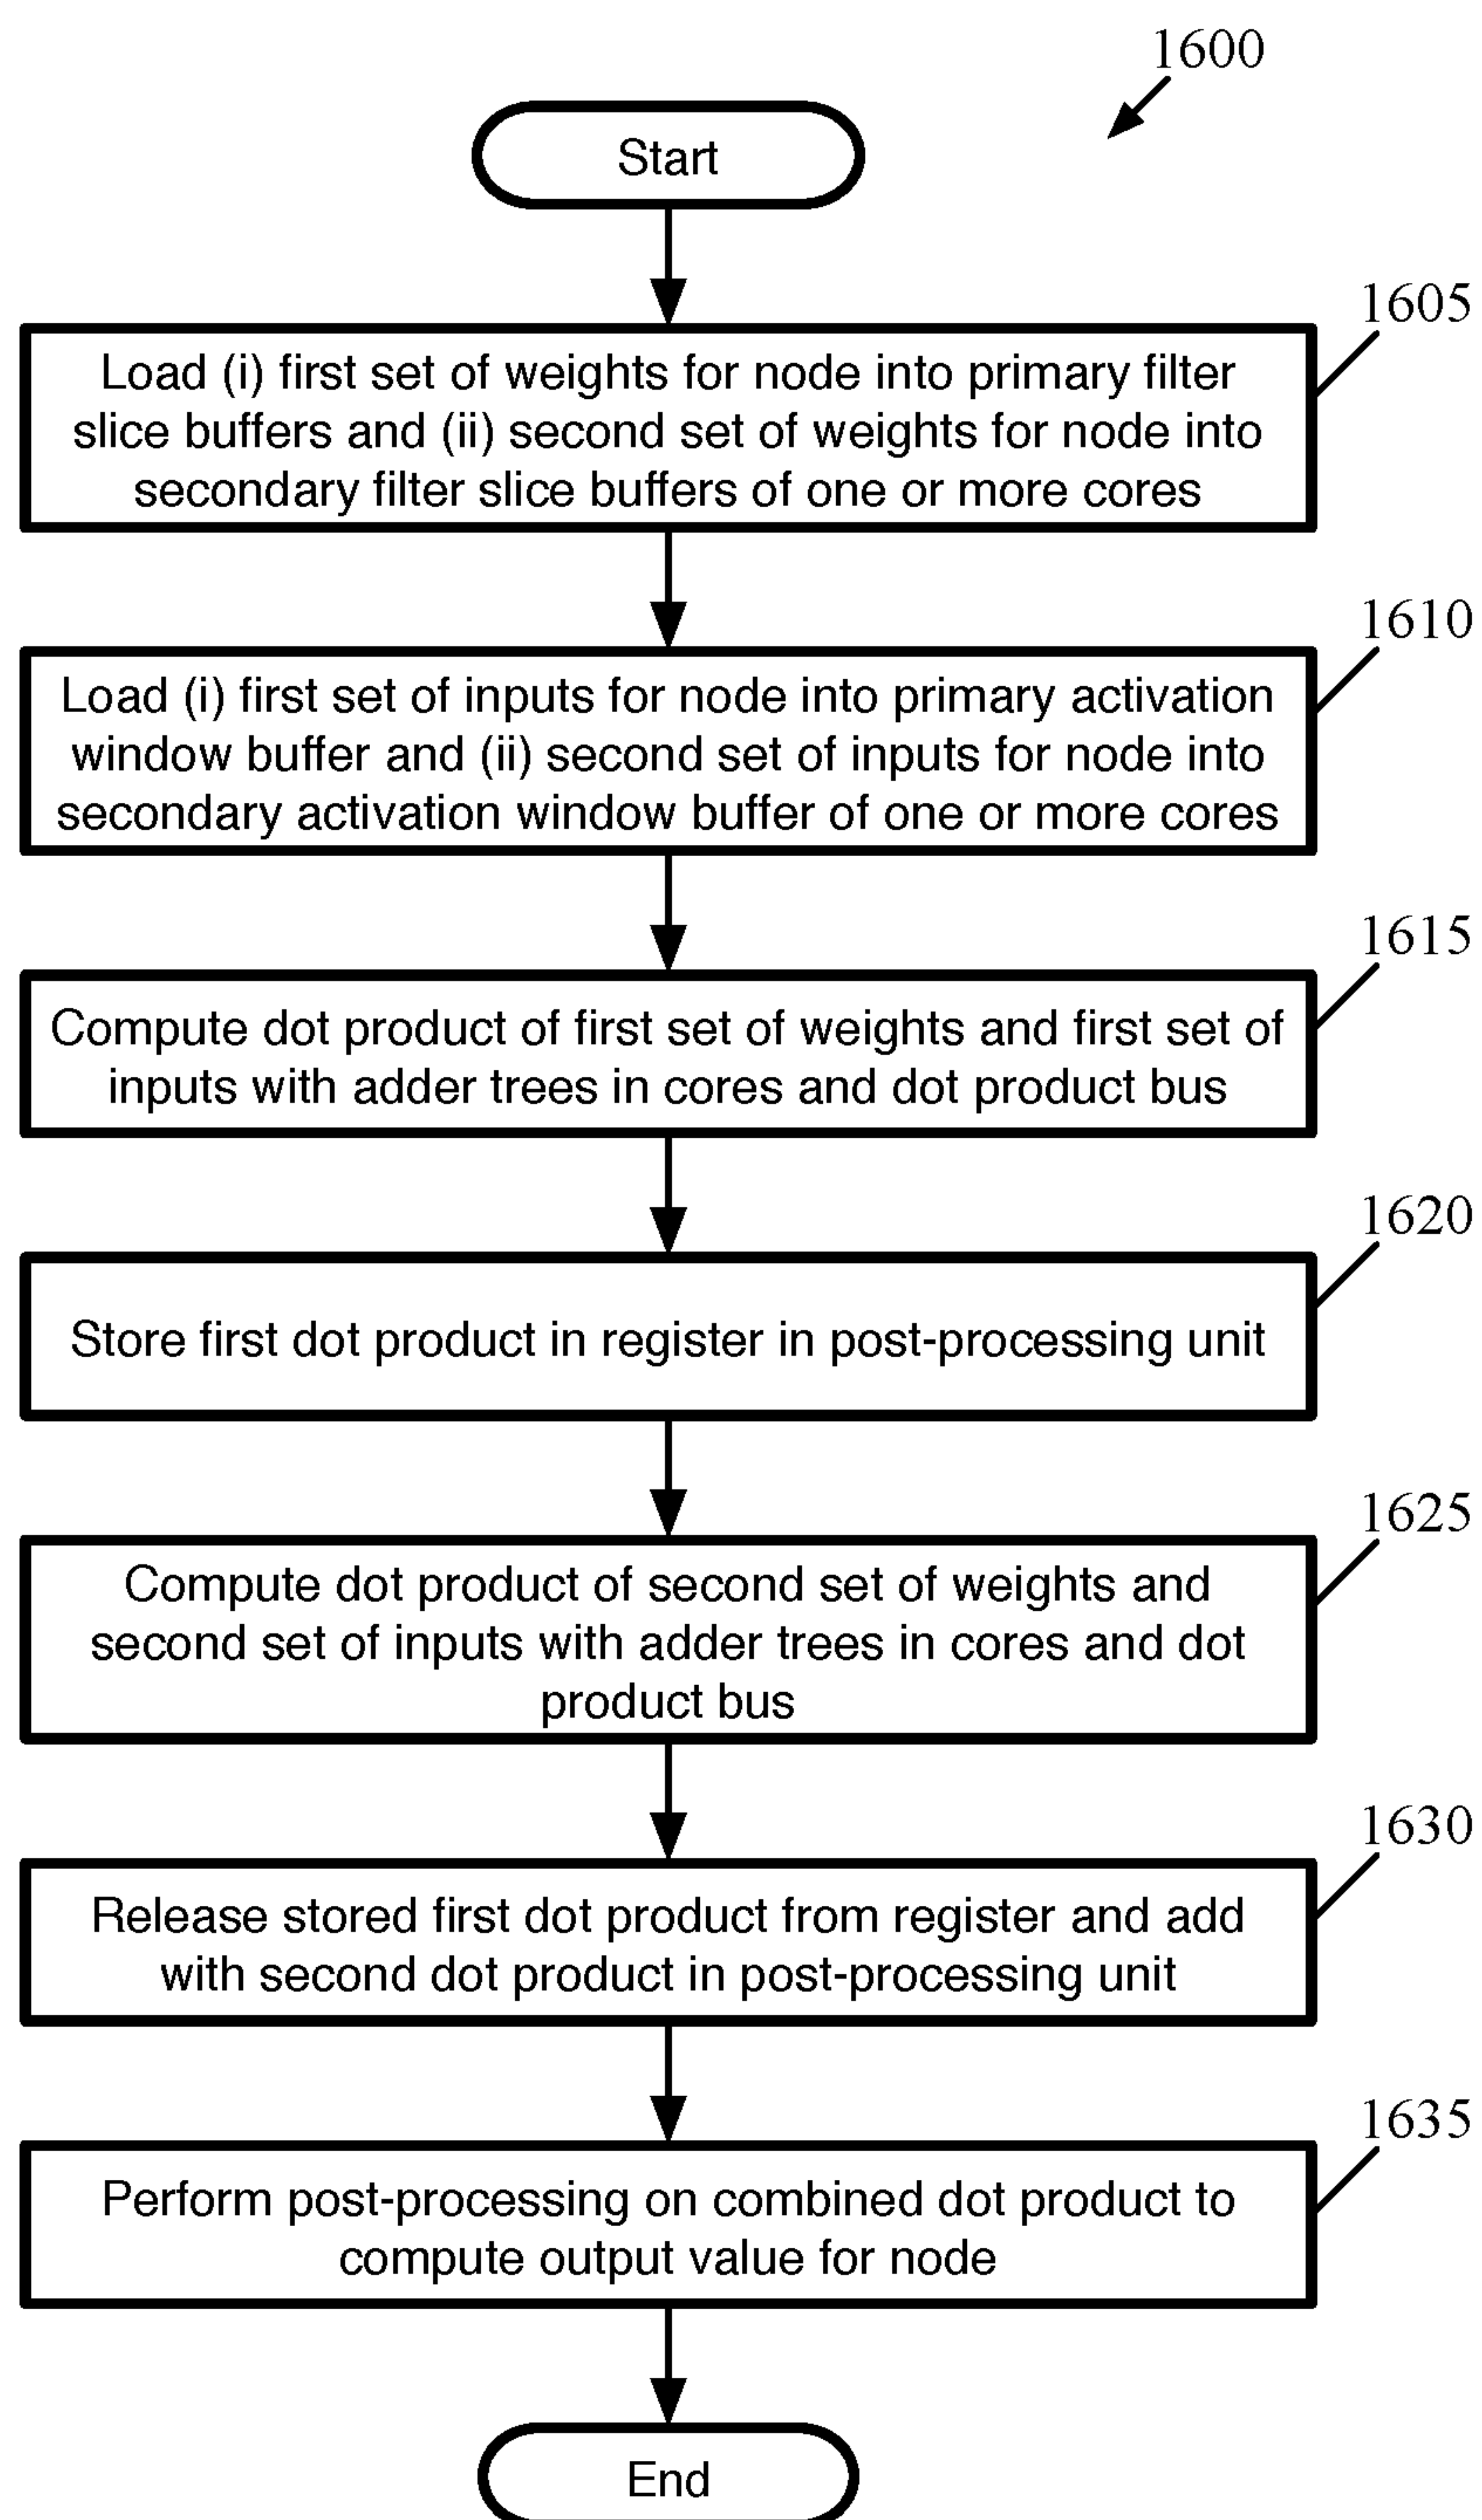 1600
Start
1605
Load (i) first set of weights for node into primary filter
slice buffers and (ii) second set of weights for node into
secondary filter slice buffers of one or more cores
1610
Load (i) first set of inputs for node into primary activation
window buffer and (ii) second set of inputs for node into
secondary activation window buffer of one or more cores
1615
Compute dot product of first set of weights and first set of
inputs with adder trees in cores and dot product bus
1620
Store first dot product in register in post-processing unit
1625
Compute dot product of second set of weights and
second set of inputs with adder trees in cores and dot
product bus
1630
Release stored first dot product from register and add
with second dot product in post-processing unit
1635
Perform post-processing on combined dot product to
compute output value for node
End